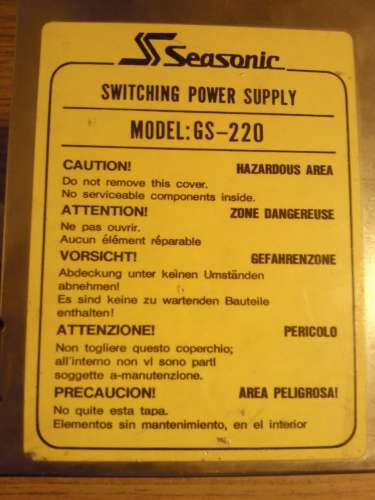 Seasonic
SWITCHING POWER SUPPLY
MODEL:GS-220
CAUTION! HAZARDOUS AREA
Do not remove this cover.
No serviceable components inside.
ATTENTION! ZONE DANGEREUSE
Ne pas ouvrir.
Aucun élément réparable
VORSICHT! GEFAHRENZONE
Abdeckung unter keinen Umständen
abnehmen!
Es sind keine zu wartenden Bauteile
enthalten!
ATTENZIONE! PERICOLO
Non togliere questo coperchio;
all'interno non vi sono parti
soggette a-manutenzione.
PRECAUCION! AREA PELIGROSA!
No quite esta tapa.
Elementos sin mantenimiento, en el interior